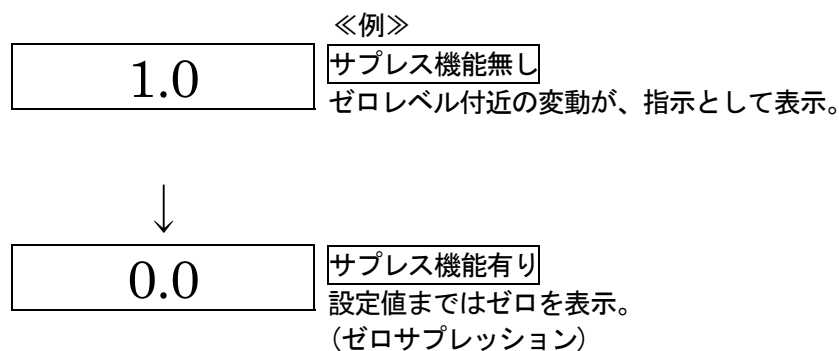 ≪例≫
1.0
サプレス機能無し
ゼロレベル付近の変動が、指示として表示。
↓
0.0
サプレス機能有り
設定値まではゼロを表示。
(ゼロサプレッション)